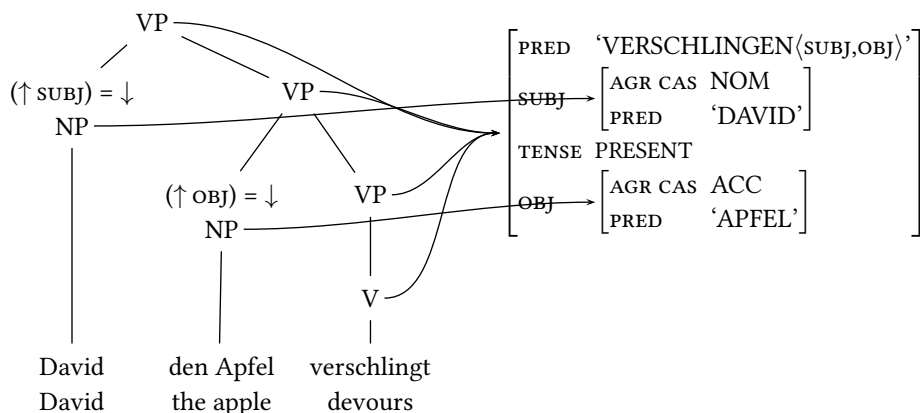 VP
PRED ‘VERSCHLINGEN⟨SUBJ,OBJ⟩’
(↑ SUBJ) = ↓
VP
SUBJ
AGR CAS NOM
PRED ‘DAVID’
NP
TENSE PRESENT
(↑ OBJ) = ↓
VP
OBJ
AGR CAS ACC
PRED ‘APFEL’
NP
V
David den Apfel verschlingt
David the apple devours